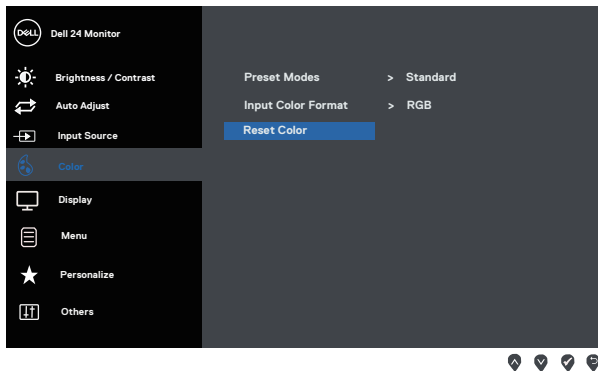 DELL Dell 24 Monitor
Brightness / Contrast
Auto Adjust
Input Source
Color
Display
Menu
Personalize
Others
Preset Modes > Standard
Input Color Format > RGB
Reset Color